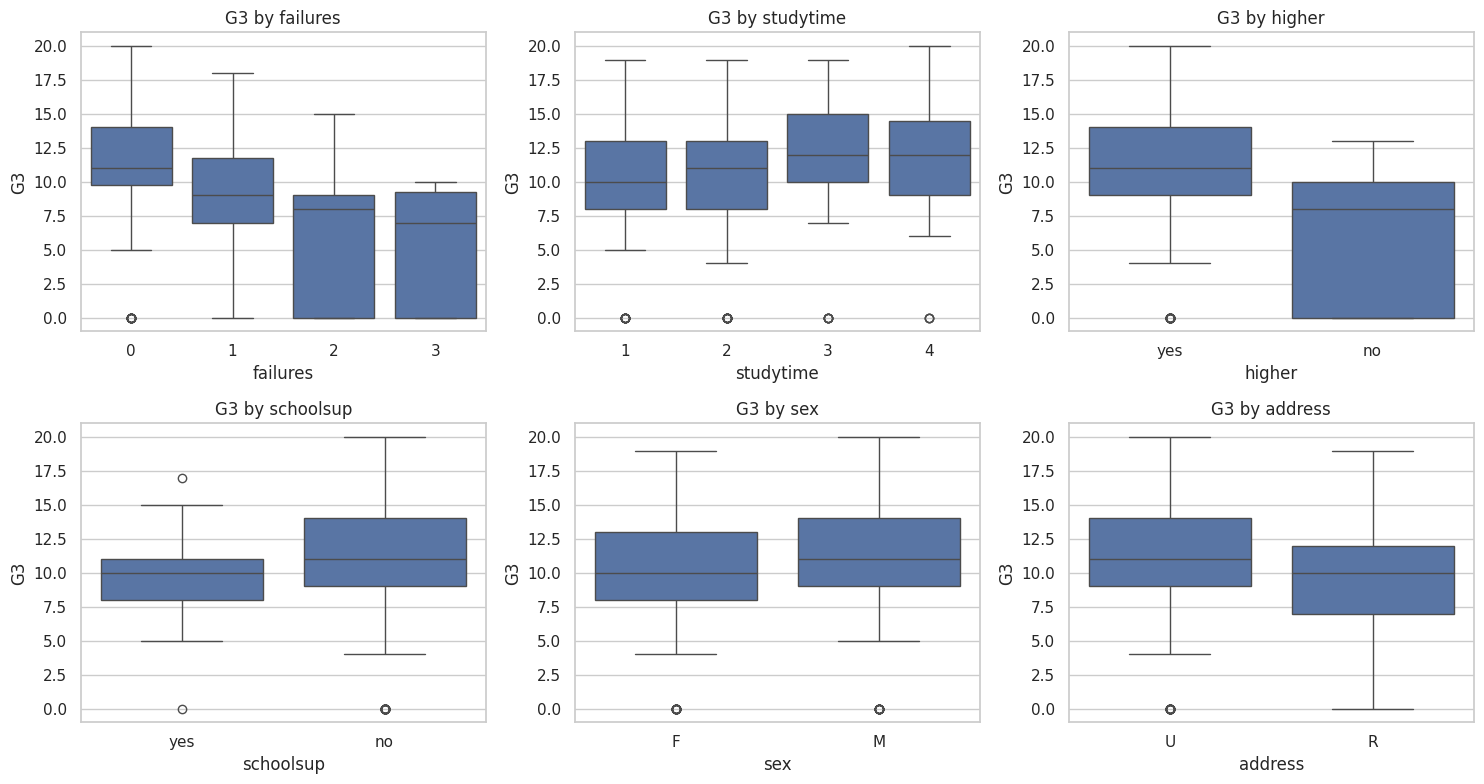 G3 by failures
20.0
17.5
15.0
12.5
10.0
7.5
5.0
2.5
0.0
G3
0 1 2 3
failures
G3 by studytime
20.0
17.5
15.0
12.5
10.0
7.5
5.0
2.5
0.0
G3
1 2 3 4
studytime
G3 by higher
20.0
17.5
15.0
12.5
10.0
7.5
5.0
2.5
0.0
G3
yes no
higher
G3 by schoolsup
20.0
17.5
15.0
12.5
10.0
7.5
5.0
2.5
0.0
G3
yes no
schoolsup
G3 by sex
20.0
17.5
15.0
12.5
10.0
7.5
5.0
2.5
0.0
G3
F M
sex
G3 by address
20.0
17.5
15.0
12.5
10.0
7.5
5.0
2.5
0.0
G3
U R
address